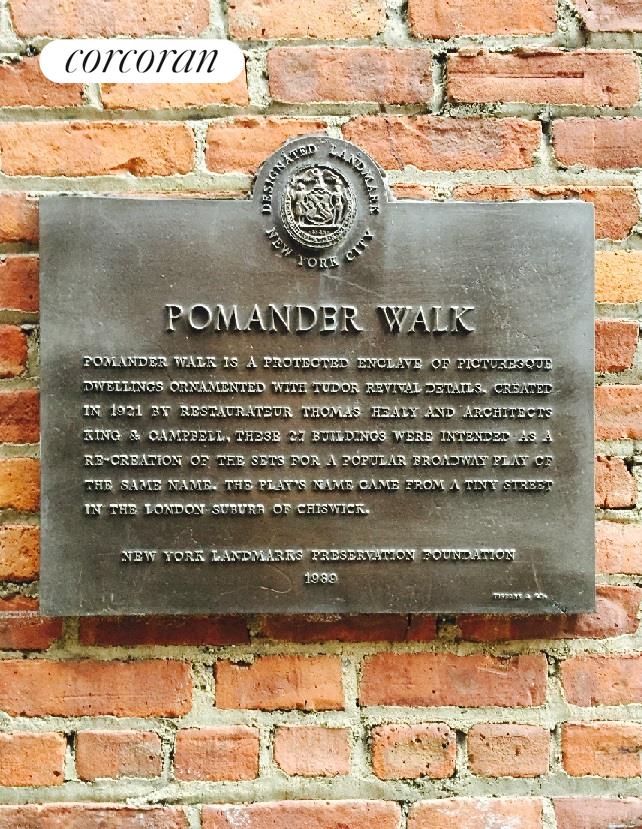 corcoran
DESIGNATED LANDMARK
NEW YORK CITY
POMANDER WALK
POMANDER WALK IS A PROTECTED ENCLAVE OF PICTURESQUE
DWELLINGS ORNAMENTED WITH TUDOR REVIVAL DETAILS. CREATED
IN 1921 BY RESTAURATEUR THOMAS HEALY AND ARCHITECTS
KING & CAMPBELL, THESE 27 BUILDINGS WERE INTENDED AS A
RE-CREATION OF THE SETS FOR A POPULAR BROADWAY PLAY OF
THE SAME NAME. THE PLAY'S NAME CAME FROM A TINY STREET
IN THE LONDON SUBURB OF CHISWICK.
NEW YORK LANDMARKS PRESERVATION FOUNDATION
1989